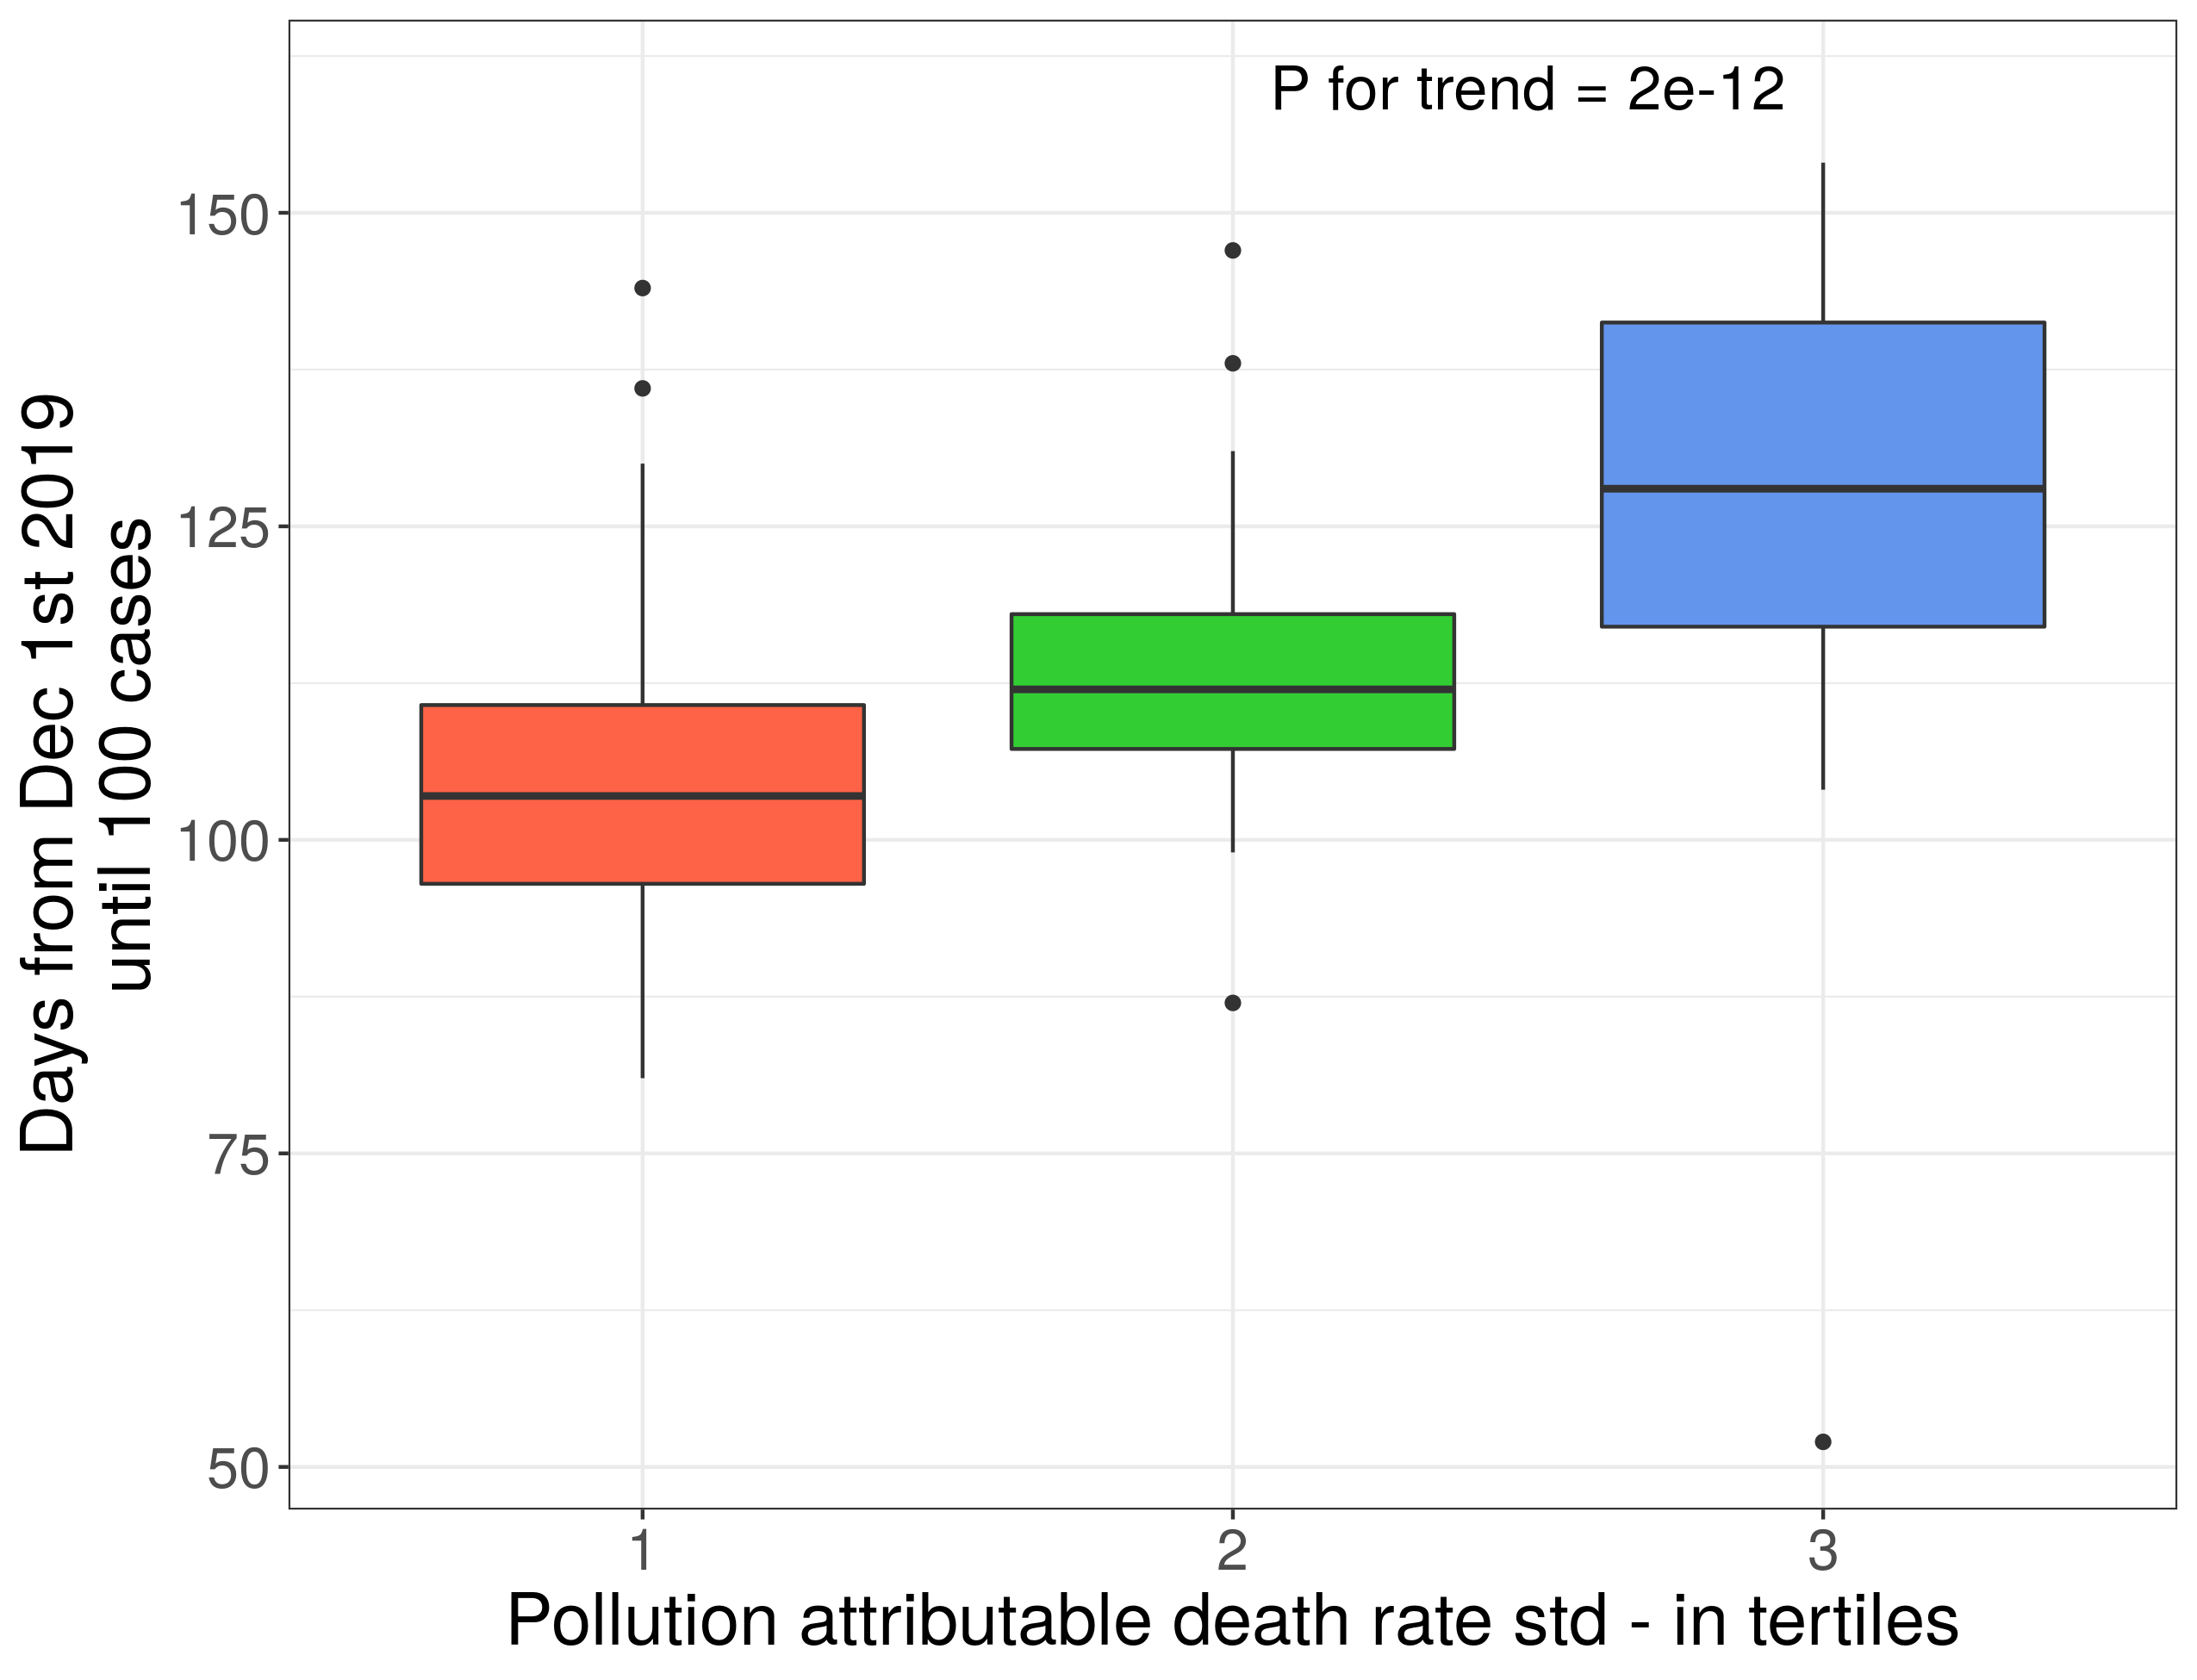 P for trend = 2e-12
Days from Dec 1st 2019
until 100 cases
150
125
100
75
50
1
2
3
Pollution attributable death rate std - in tertiles